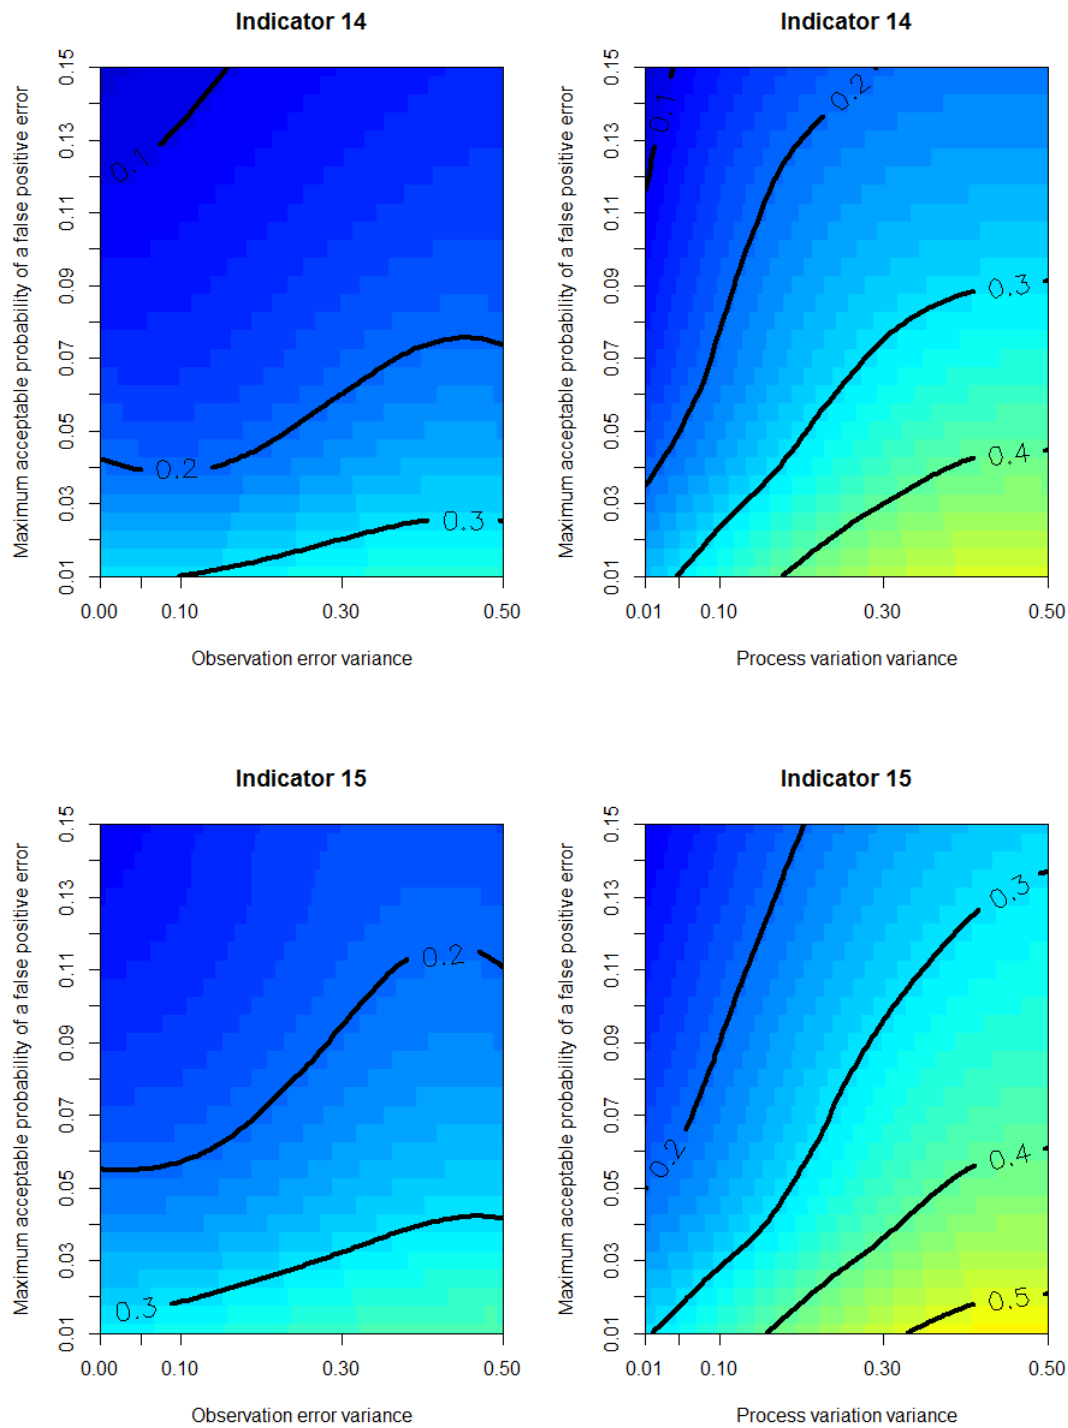 Indicator 14
Maximum acceptable probability of a false positive error
0.15
0.13
0.11
0.09
0.07
0.05
0.03
0.01
0.1
0.2
0.3
0.00 0.10 0.30 0.50
Observation error variance
Indicator 14
Maximum acceptable probability of a false positive error
0.15
0.13
0.11
0.09
0.07
0.05
0.03
0.01
0.1
0.2
0.3
0.4
0.01 0.10 0.30 0.50
Process variation variance
Indicator 15
Maximum acceptable probability of a false positive error
0.15
0.13
0.11
0.09
0.07
0.05
0.03
0.01
0.2
0.3
0.00 0.10 0.30 0.50
Observation error variance
Indicator 15
Maximum acceptable probability of a false positive error
0.15
0.13
0.11
0.09
0.07
0.05
0.03
0.01
0.2
0.3
0.4
0.5
0.01 0.10 0.30 0.50
Process variation variance